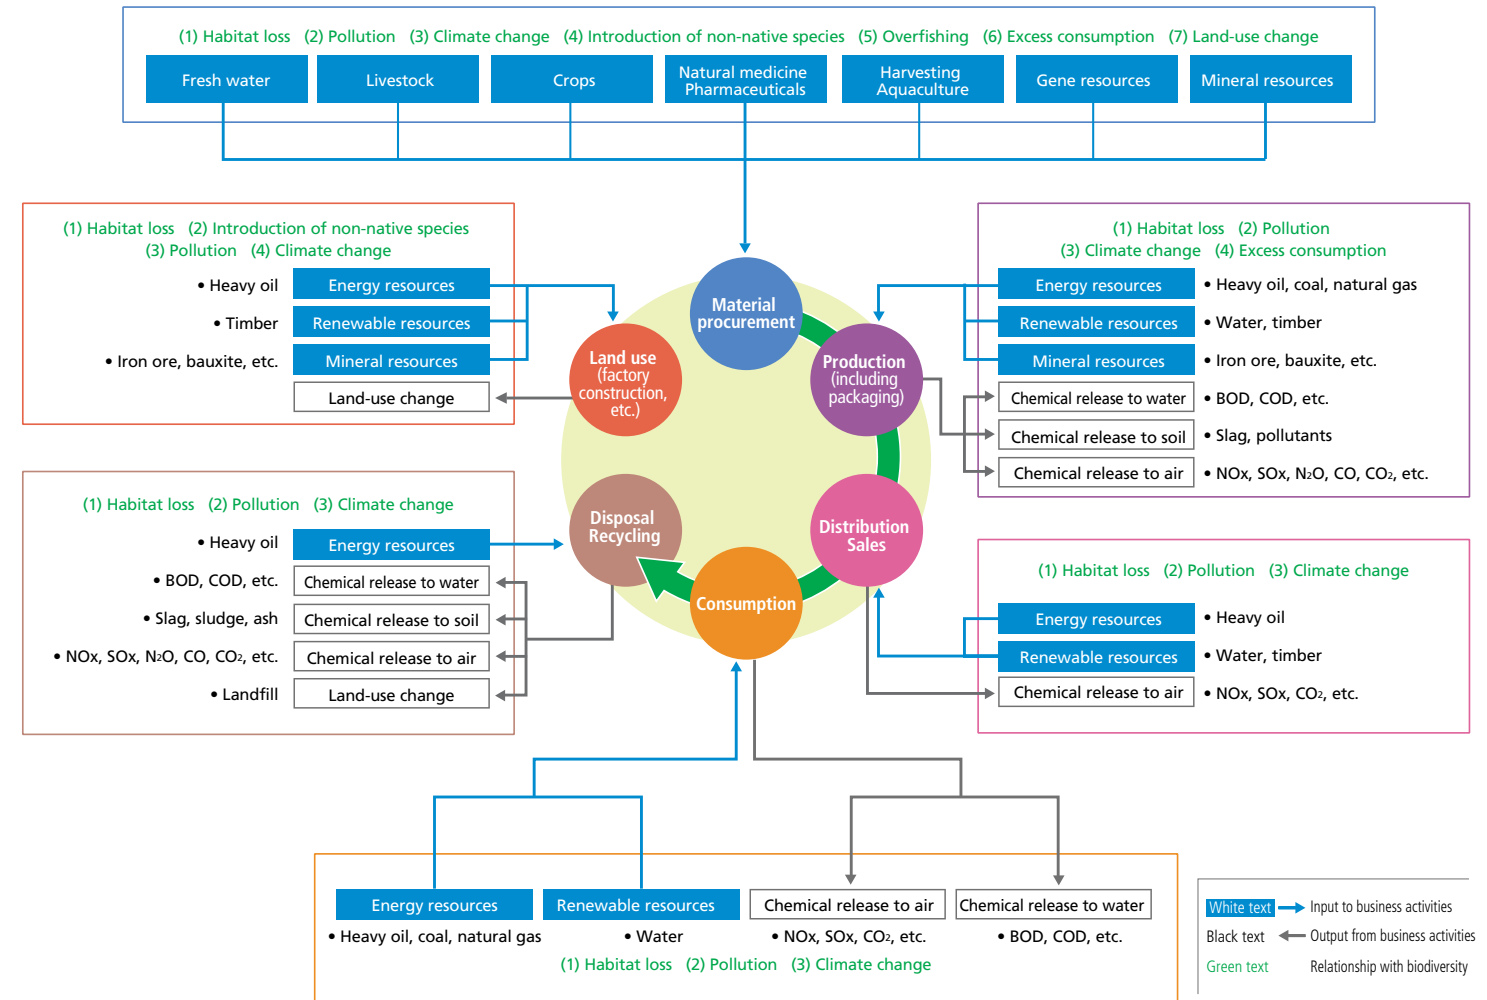 (1) Habitat loss (2) Pollution (3) Climate change (4) Introduction of non-native species (5) Overfishing (6) Excess consumption (7) Land-use change
Fresh water
Livestock
Crops
Natural medicine
Pharmaceuticals
Harvesting
Aquaculture
Gene resources
Mineral resources
(1) Habitat loss (2) Introduction of non-native species
(3) Pollution (4) Climate change
• Heavy oil
Energy resources
• Timber
Renewable resources
• Iron ore, bauxite, etc.
Mineral resources
Land-use change
Material
procurement
Land use
(factory
construction,
etc.)
Production
(including
packaging)
Disposal
Recycling
Distribution
Sales
Consumption
(1) Habitat loss (2) Pollution
(3) Climate change (4) Excess consumption
Energy resources
• Heavy oil, coal, natural gas
Renewable resources
• Water, timber
Mineral resources
• Iron ore, bauxite, etc.
Chemical release to water
• BOD, COD, etc.
Chemical release to soil
• Slag, pollutants
Chemical release to air
• NOx, SOx, N2O, CO, CO2, etc.
(1) Habitat loss (2) Pollution (3) Climate change
• Heavy oil
Energy resources
• BOD, COD, etc.
Chemical release to water
• Slag, sludge, ash
Chemical release to soil
• NOx, SOx, N2O, CO, CO2, etc.
Chemical release to air
• Landfill
Land-use change
(1) Habitat loss (2) Pollution (3) Climate change
Energy resources
• Heavy oil
Renewable resources
• Water, timber
Chemical release to air
• NOx, SOx, CO2, etc.
Energy resources
Renewable resources
Chemical release to air
Chemical release to water
• Heavy oil, coal, natural gas
• Water
• NOx, SOx, CO2, etc.
• BOD, COD, etc.
(1) Habitat loss (2) Pollution (3) Climate change
White text
Input to business activities
Black text
Output from business activities
Green text
Relationship with biodiversity